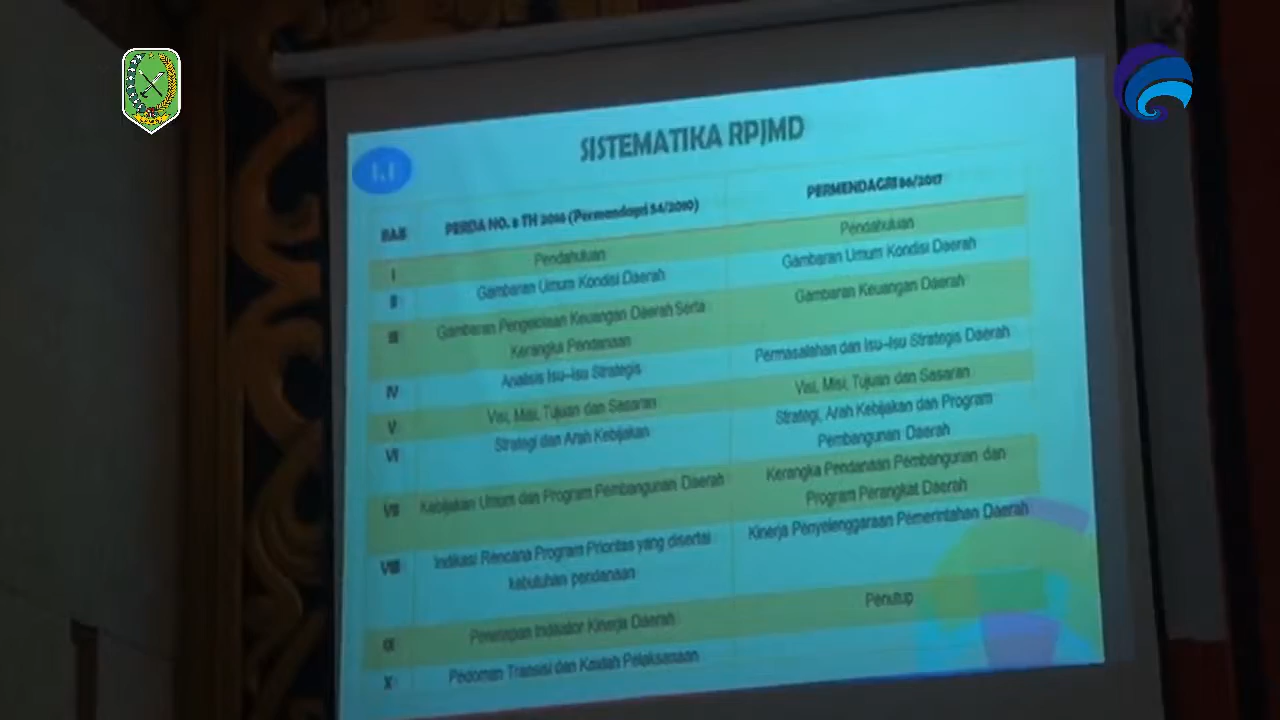 SISTEMATIKA RPJMD
1.1
BAB PERDA NO. 8 TH 2016 (Permendagri 54/2010) PERMENDAGRI 86/2017
I Pendahuluan Pendahuluan
II Gambaran Umum Kondisi Daerah Gambaran Umum Kondisi Daerah
III Gambaran Pengelolaan Keuangan Daerah Serta Gambaran Keuangan Daerah
Kerangka Pendanaan
IV Analisis Isu-Isu Strategis Permasalahan dan Isu-Isu Strategis Daerah
V Visi, Misi, Tujuan dan Sasaran Visi, Misi, Tujuan dan Sasaran
VI Strategi dan Arah Kebijakan Strategi, Arah Kebijakan dan Program
Pembangunan Daerah
VII Kebijakan Umum dan Program Pembangunan Daerah Kerangka Pendanaan Pembangunan dan
Program Perangkat Daerah
VIII Indikasi Rencana Program Prioritas yang disertai Kinerja Penyelenggaraan Pemerintahan Daerah
kebutuhan pendanaan
IX Penetapan Indikator Kinerja Daerah Penutup
X Pedoman Transisi dan Kaidah Pelaksanaan